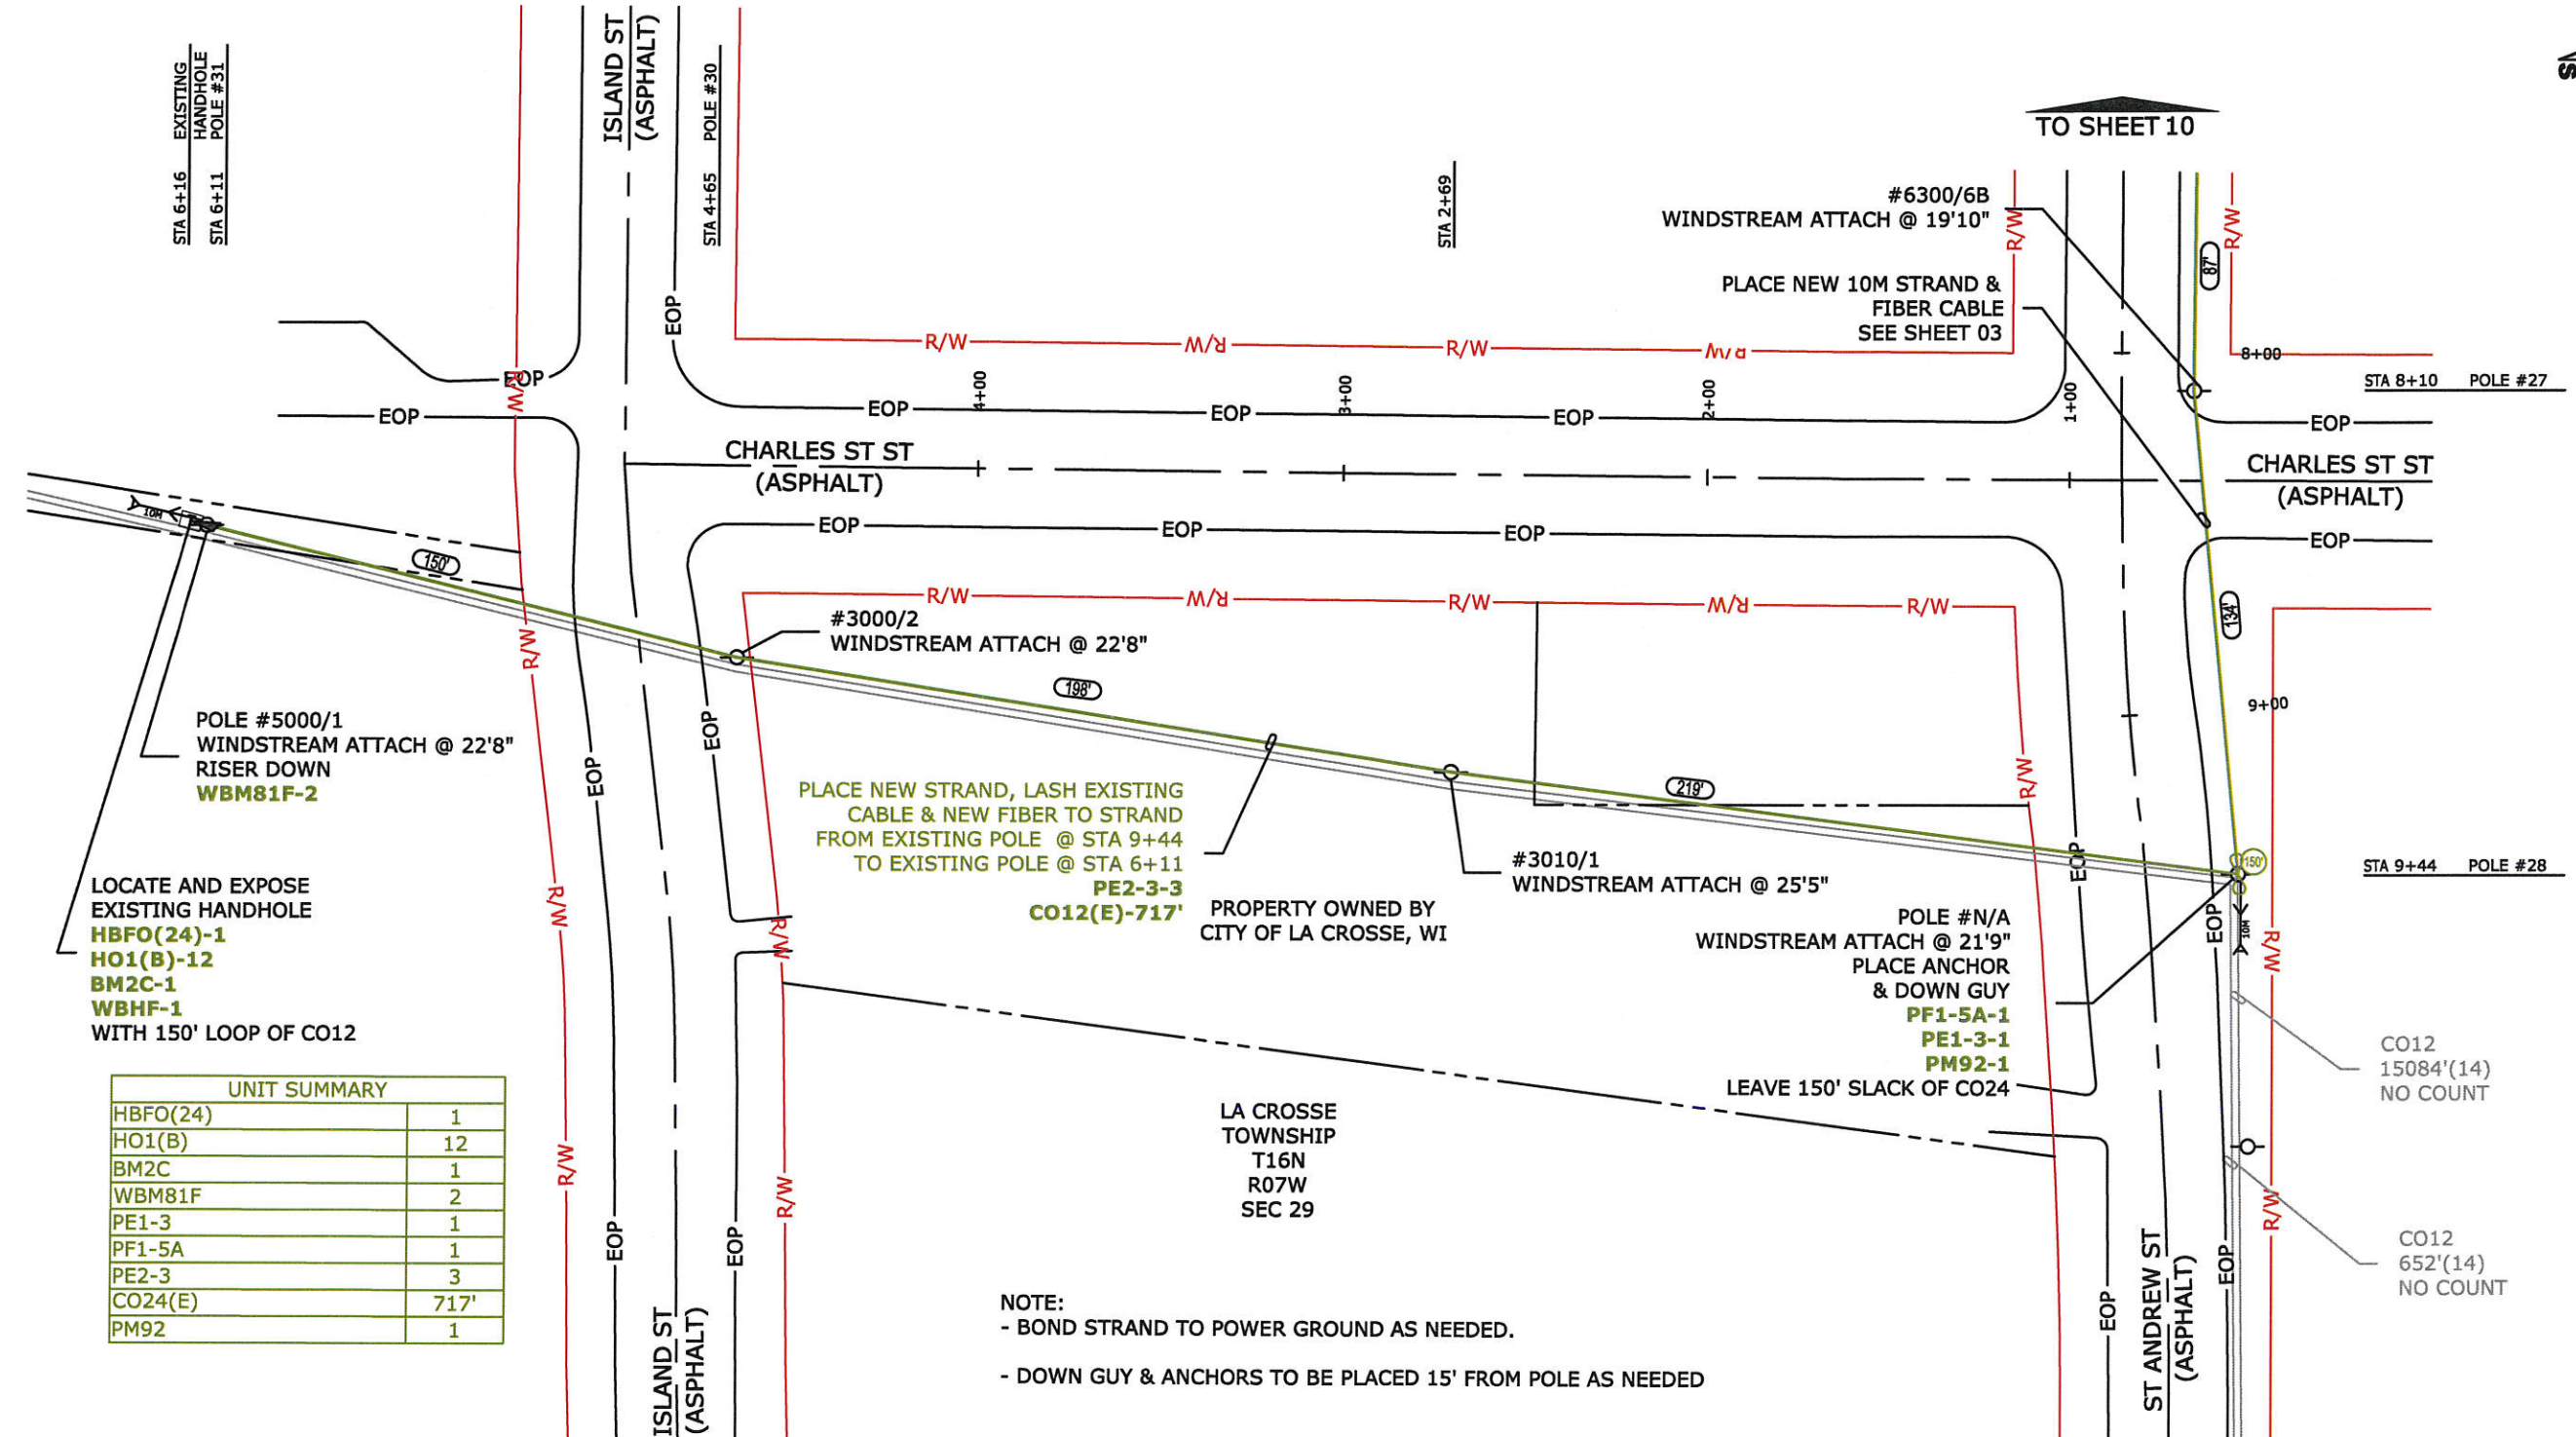 STA 6+16 EXISTING
HANDHOLE
STA 6+11 POLE #31
ISLAND ST
(ASPHALT)
STA 4+65 POLE #30
STA 2+69
TO SHEET 10
#6300/6B
WINDSTREAM ATTACH @ 19'10"
PLACE NEW 10M STRAND &
FIBER CABLE
SEE SHEET 03
R/W
R/W
87'
8+00
STA 8+10 POLE #27
EOP
R/W
R/W
R/W
R/W
EOP
R/W
EOP
EOP
EOP
EOP
4+00
3+00
2+00
1+00
EOP
CHARLES ST ST
(ASPHALT)
CHARLES ST ST
(ASPHALT)
EOP
EOP
EOP
EOP
10M
150'
R/W
R/W
R/W
R/W
R/W
134'
R/W
#3000/2
WINDSTREAM ATTACH @ 22'8"
198'
9+00
POLE #5000/1
WINDSTREAM ATTACH @ 22'8"
RISER DOWN
WBM81F-2
EOP
EOP
R/W
219'
PLACE NEW STRAND, LASH EXISTING
CABLE & NEW FIBER TO STRAND
FROM EXISTING POLE @ STA 9+44
TO EXISTING POLE @ STA 6+11
PE2-3-3
CO12(E)-717'
#3010/1
WINDSTREAM ATTACH @ 25'5"
EOP
150'
STA 9+44 POLE #28
PROPERTY OWNED BY
CITY OF LA CROSSE, WI
LOCATE AND EXPOSE
EXISTING HANDHOLE
HBFO(24)-1
HO1(B)-12
BM2C-1
WBHF-1
WITH 150' LOOP OF CO12
R/W
R/W
POLE #N/A
WINDSTREAM ATTACH @ 21'9"
PLACE ANCHOR
& DOWN GUY
PF1-5A-1
PE1-3-1
PM92-1
LEAVE 150' SLACK OF CO24
EOP
10M
R/W
CO12
15084'(14)
NO COUNT
UNIT SUMMARY
HBFO(24) 1
HO1(B) 12
BM2C 1
WBM81F 2
PE1-3 1
PF1-5A 1
PE2-3 3
CO24(E) 717'
PM92 1
R/W
R/W
EOP
EOP
LA CROSSE
TOWNSHIP
T16N
R07W
SEC 29
R/W
CO12
652'(14)
NO COUNT
EOP
EOP
ISLAND ST
(ASPHALT)
ST ANDREW ST
(ASPHALT)
NOTE:
- BOND STRAND TO POWER GROUND AS NEEDED.
- DOWN GUY & ANCHORS TO BE PLACED 15' FROM POLE AS NEEDED